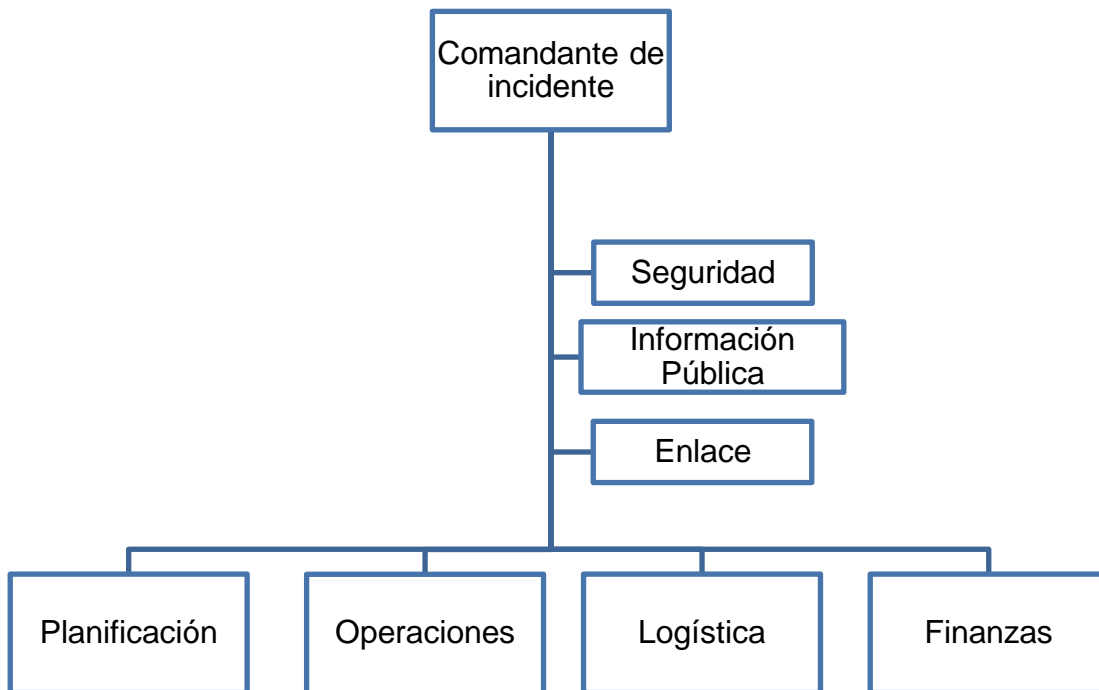 Comandante de
incidente
Seguridad
Información
Pública
Enlace
Planificación
Operaciones
Logística
Finanzas